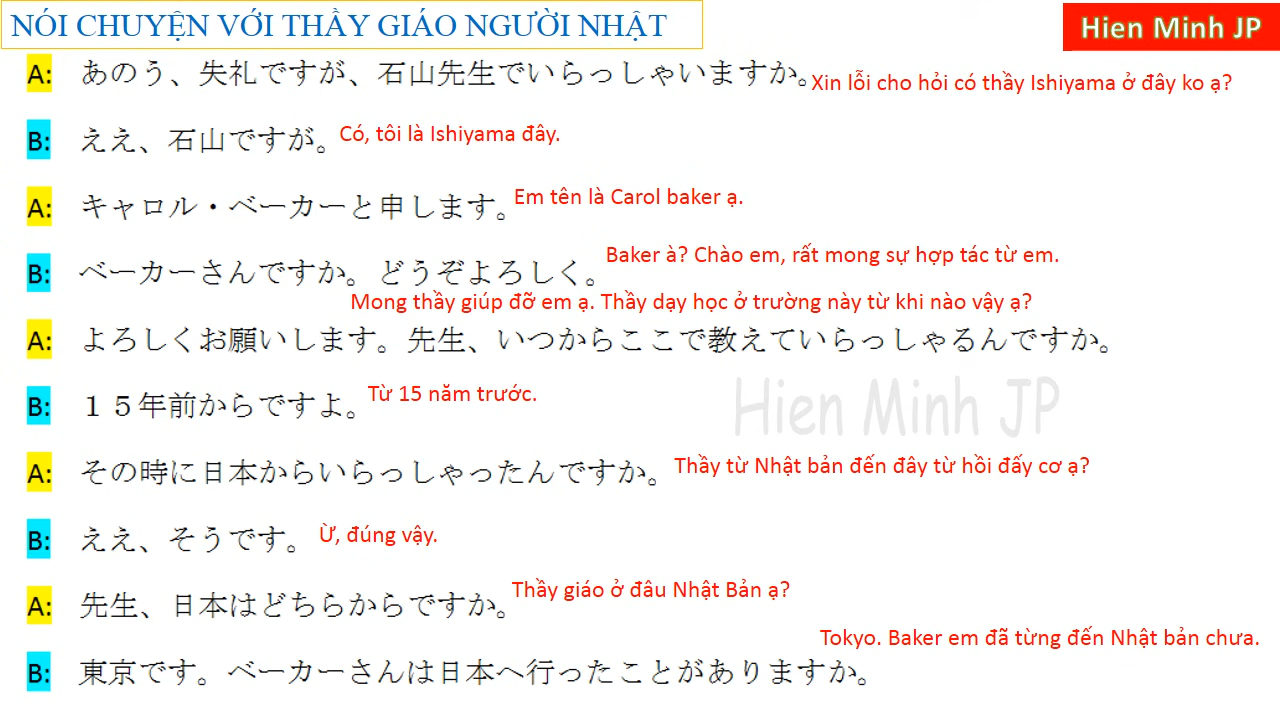 NÓI CHUYỆN VỚI THẦY GIÁO NGƯỜI NHẬT
Hien Minh JP
A: あのう、失礼ですが、石山先生でいらっしゃいますか。 Xin lỗi cho hỏi có thầy Ishiyama ở đây ko ạ?
B: ええ、石山ですが。 Có, tôi là Ishiyama đây.
A: キャロル・ベーカーと申します。 Em tên là Carol baker ạ.
B: ベーカーさんですか。どうぞよろしく。 Baker à? Chào em, rất mong sự hợp tác từ em.
Mong thầy giúp đỡ em ạ. Thầy dạy học ở trường này từ khi nào vậy ạ?
A: よろしくお願いします。先生、いつからここで教えていらっしゃるんですか。
B: １５年前からですよ。 Từ 15 năm trước.
Hien Minh JP
A: その時に日本からいらっしゃったんですか。 Thầy từ Nhật bản đến đây từ hồi đấy cơ ạ?
B: ええ、そうです。 Ừ, đúng vậy.
A: 先生、日本はどちらからですか。 Thầy giáo ở đâu Nhật Bản ạ?
Tokyo. Baker em đã từng đến Nhật bản chưa.
B: 東京です。ベーカーさんは日本へ行ったことがありますか。